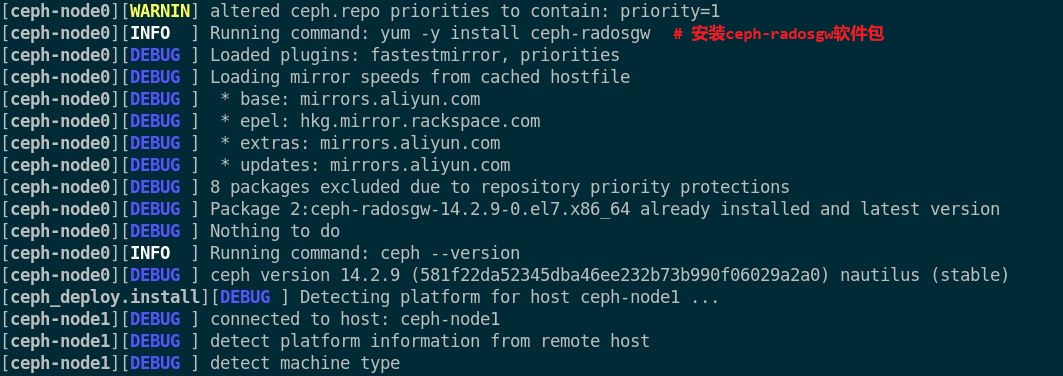 [ceph-node0][WARNIN] altered ceph.repo priorities to contain: priority=1
[ceph-node0][INFO  ] Running command: yum -y install ceph-radosgw  # 安装ceph-radosgw软件包
[ceph-node0][DEBUG ] Loaded plugins: fastestmirror, priorities
[ceph-node0][DEBUG ] Loading mirror speeds from cached hostfile
[ceph-node0][DEBUG ]  * base: mirrors.aliyun.com
[ceph-node0][DEBUG ]  * epel: hkg.mirror.rackspace.com
[ceph-node0][DEBUG ]  * extras: mirrors.aliyun.com
[ceph-node0][DEBUG ]  * updates: mirrors.aliyun.com
[ceph-node0][DEBUG ] 8 packages excluded due to repository priority protections
[ceph-node0][DEBUG ] Package 2:ceph-radosgw-14.2.9-0.el7.x86_64 already installed and latest version
[ceph-node0][DEBUG ] Nothing to do
[ceph-node0][INFO  ] Running command: ceph --version
[ceph-node0][DEBUG ] ceph version 14.2.9 (581f22da52345dba46ee232b73b990f06029a2a0) nautilus (stable)
[ceph_deploy.install][DEBUG ] Detecting platform for host ceph-node1 ...
[ceph-node1][DEBUG ] connected to host: ceph-node1
[ceph-node1][DEBUG ] detect platform information from remote host
[ceph-node1][DEBUG ] detect machine type